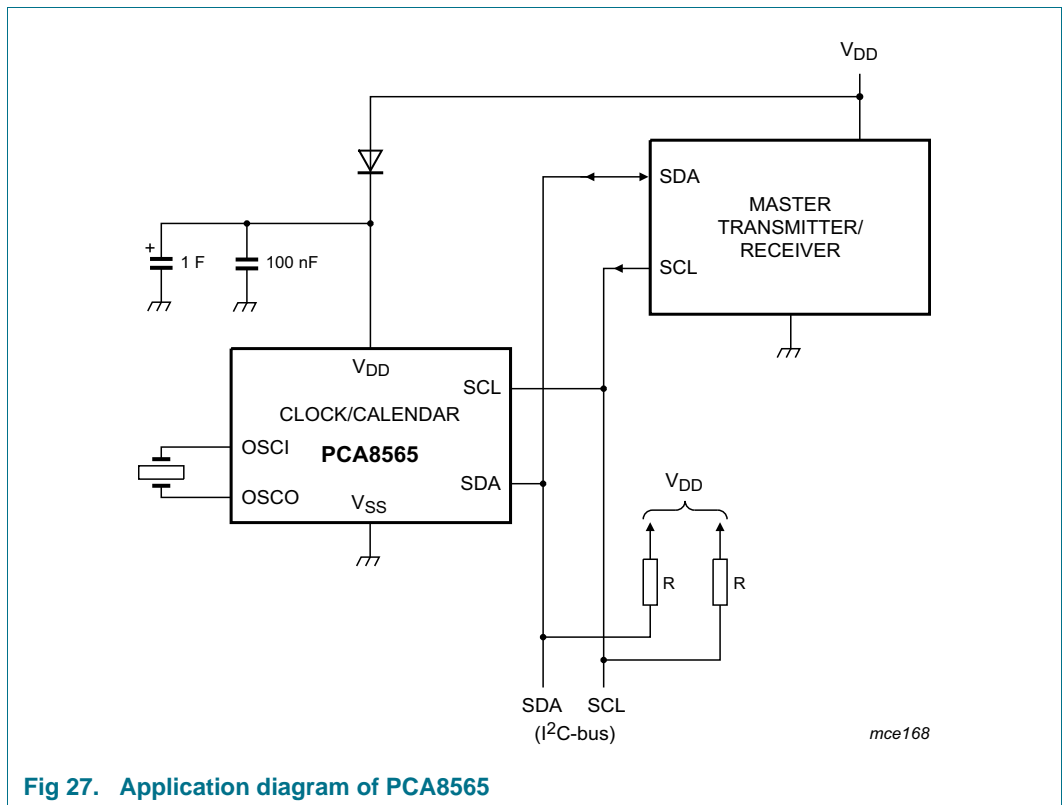 VDD
SDA
MASTER
TRANSMITTER/
RECEIVER
SCL
+
1 F
100 nF
VDD
SCL
CLOCK/CALENDAR
OSCI
PCA8565
SDA
OSCO
VSS
VDD
R
R
SDA
SCL
(I2C-bus)
mce168
Fig 27. Application diagram of PCA8565